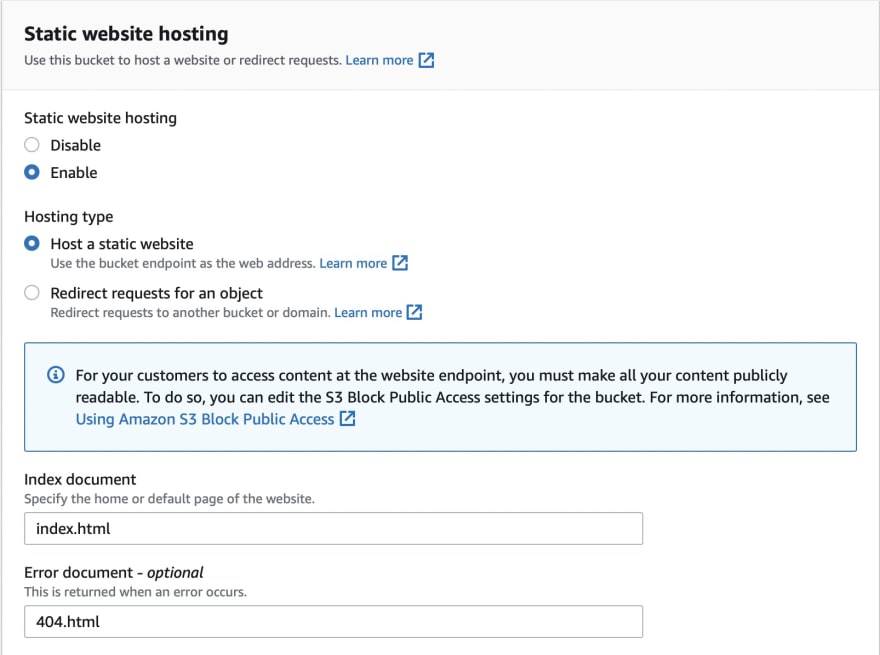 Static website hosting
Use this bucket to host a website or redirect requests. Learn more
Static website hosting
Disable
Enable
Hosting type
Host a static website
Use the bucket endpoint as the web address. Learn more
Redirect requests for an object
Redirect requests to another bucket or domain. Learn more
For your customers to access content at the website endpoint, you must make all your content publicly
readable. To do so, you can edit the S3 Block Public Access settings for the bucket. For more information, see
Using Amazon S3 Block Public Access
Index document
Specify the home or default page of the website.
index.html
Error document - optional
This is returned when an error occurs.
404.html